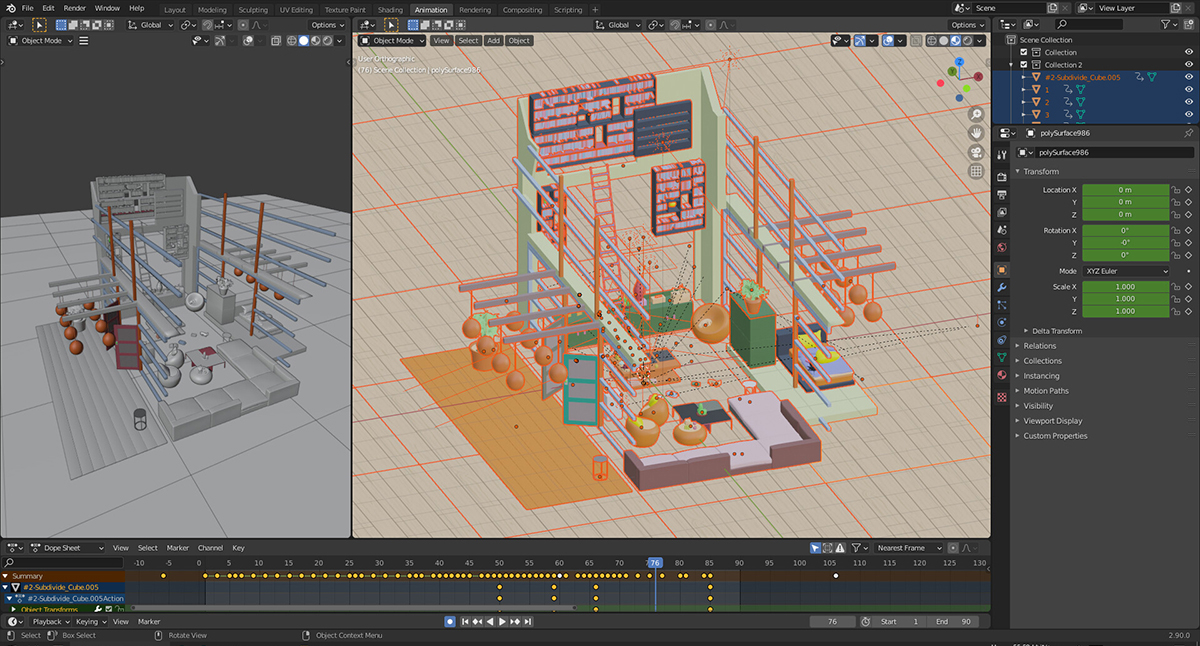 File Edit Render Window Help
Layout Modeling Sculpting UV Editing Texture Paint Shading Animation Rendering Compositing Scripting +
Scene
View Layer
Global
Options
Global
Options
Object Mode
Object Mode View Select Add Object
User Orthographic
(76) Scene Collection | polySurface986
Scene Collection
Collection
Collection 2
#2-Subdivide_Cube.005
1
2
3
polySurface986
polySurface986
Transform
Location X 0 m
Y 0 m
Z 0 m
Rotation X 0°
Y -0°
Z 0°
Mode XYZ Euler
Scale X 1.000
Y 1.000
Z 1.000
Delta Transform
Relations
Collections
Instancing
Motion Paths
Visibility
Viewport Display
Custom Properties
Dope Sheet View Select Marker Channel Key
Nearest Frame
-10 -5 0 5 10 15 20 25 30 35 40 45 50 55 60 65 70 76 80 85 90 95 100 105 110 115 120 125 130
Summary
#2-Subdivide_Cube.005
#2-Subdivide_Cube.005Action
Object Transforms
Playback Keying View Marker
76 Start 1 End 90
Select Box Select Rotate View Object Context Menu
2.90.0